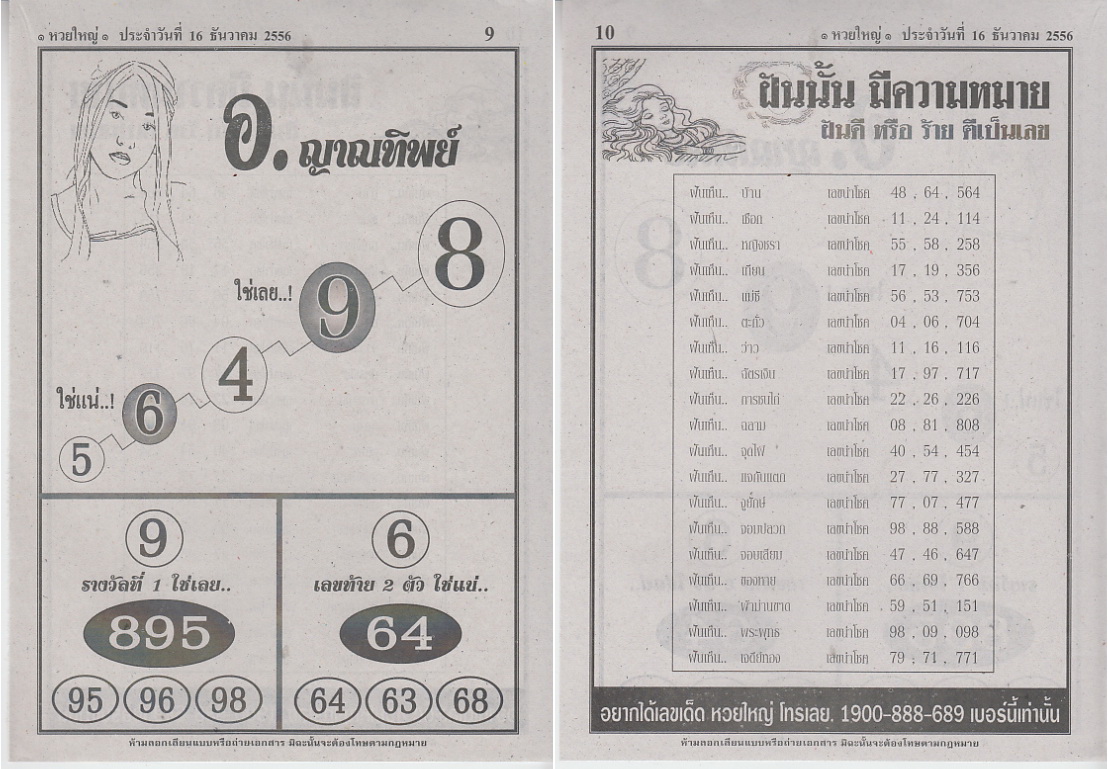 ๑ หวยใหญ่ ๑ ประจำวันที่ 16 ธันวาคม 2556 9
อ. ญาณทิพย์
8
ใช่เลย..! 9
4
ใช่แน่..! 6
5
9
รางวัลที่ 1 ใช่เลย..
895
95 96 98
6
เลขท้าย 2 ตัว ใช่แน่..
64
64 63 68
ห้ามลอกเลียนแบบหรือถ่ายเอกสาร มิฉะนั้นจะต้องโทษตามกฎหมาย
10 ๑ หวยใหญ่ ๑ ประจำวันที่ 16 ธันวาคม 2556
ฝันนั้น มีความหมาย
ฝันดี หรือ ร้าย ตีเป็นเลข
ฝันเห็น.. บ้าน เลขนำโชค 48 , 64 , 564
ฝันเห็น.. เชือก เลขนำโชค 11 , 24 , 114
ฝันเห็น.. หญิงชรา เลขนำโชค 55 , 58 , 258
ฝันเห็น.. เทียน เลขนำโชค 17 , 19 , 356
ฝันเห็น.. แม่ชี เลขนำโชค 56 , 53 , 753
ฝันเห็น.. ตะกั่ว เลขนำโชค 04 , 06 , 704
ฝันเห็น.. ว่าว เลขนำโชค 11 , 16 , 116
ฝันเห็น.. ฉัตรเงิน เลขนำโชค 17 , 97 , 717
ฝันเห็น.. การชนไก่ เลขนำโชค 22 , 26 , 226
ฝันเห็น.. ฉลาม เลขนำโชค 08 , 81 , 808
ฝันเห็น.. จุดไฟ เลขนำโชค 40 , 54 , 454
ฝันเห็น.. แจกันแตก เลขนำโชค 27 , 77 , 327
ฝันเห็น.. งูยักษ์ เลขนำโชค 77 , 07 , 477
ฝันเห็น.. จอมปลวก เลขนำโชค 98 , 88 , 588
ฝันเห็น.. จอบเสียม เลขนำโชค 47 , 46 , 647
ฝันเห็น.. ของหาย เลขนำโชค 66 , 69 , 766
ฝันเห็น.. ผ้าม่านขาด เลขนำโชค 59 , 51 , 151
ฝันเห็น.. พระพุทธ เลขนำโชค 98 , 09 , 098
ฝันเห็น.. เจดีย์ทอง เลขนำโชค 79 , 71 , 771
อยากได้เลขเด็ด หวยใหญ่ โทรเลย. 1900-888-689 เบอร์นี้เท่านั้น
ห้ามลอกเลียนแบบหรือถ่ายเอกสาร มิฉะนั้นจะต้องโทษตามกฎหมาย